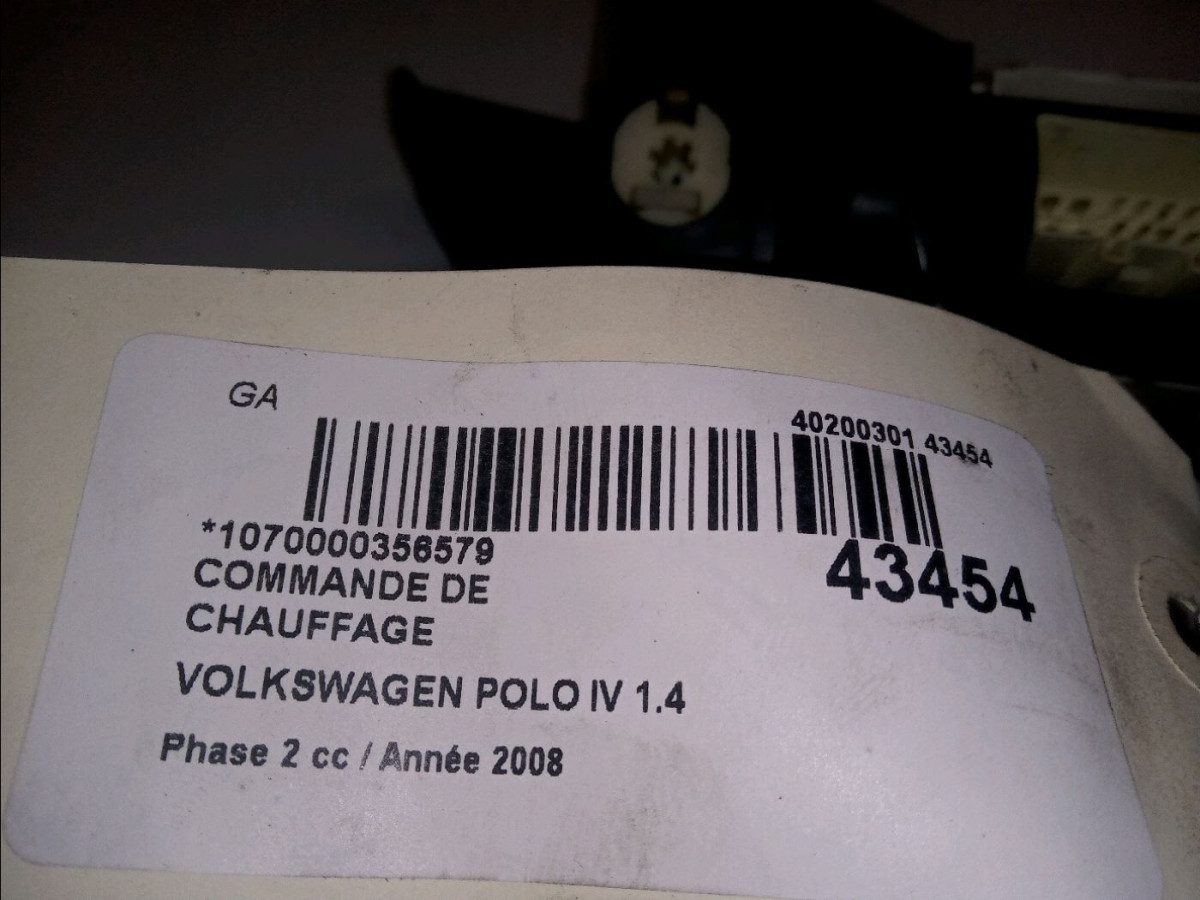 GA
40200301 43454
*1070000356579
43454
COMMANDE DE
CHAUFFAGE
VOLKSWAGEN POLO IV 1.4
Phase 2 cc / Année 2008